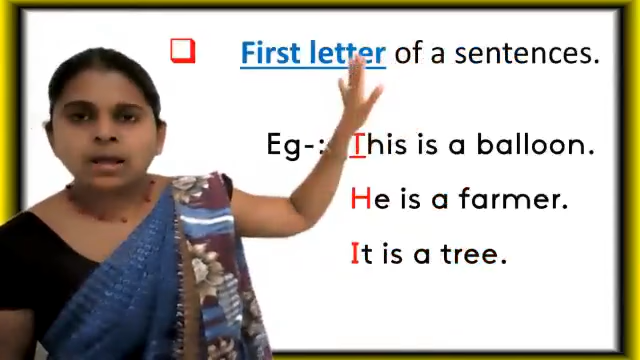 First letter of a sentences.
Eg-: This is a balloon.
He is a farmer.
It is a tree.